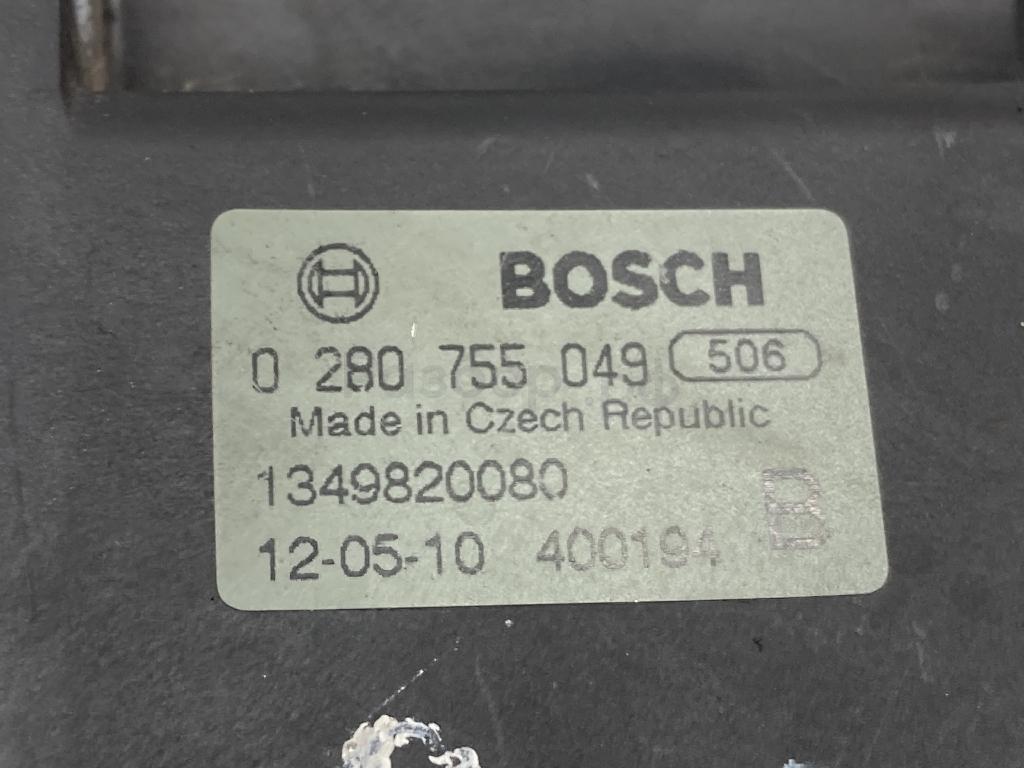 BOSCH
0 280 755 049 506
Made in Czech Republic
1349820080
12-05-10 400194